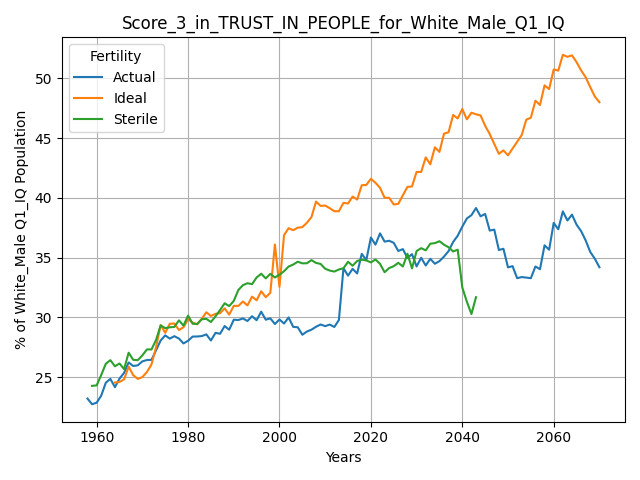 Score_3_in_TRUST_IN_PEOPLE_for_White_Male_Q1_IQ
Fertility
Actual
Ideal
Sterile
% of White_Male Q1_IQ Population
50
45
40
35
30
25
1960
1980
2000
2020
2040
2060
Years